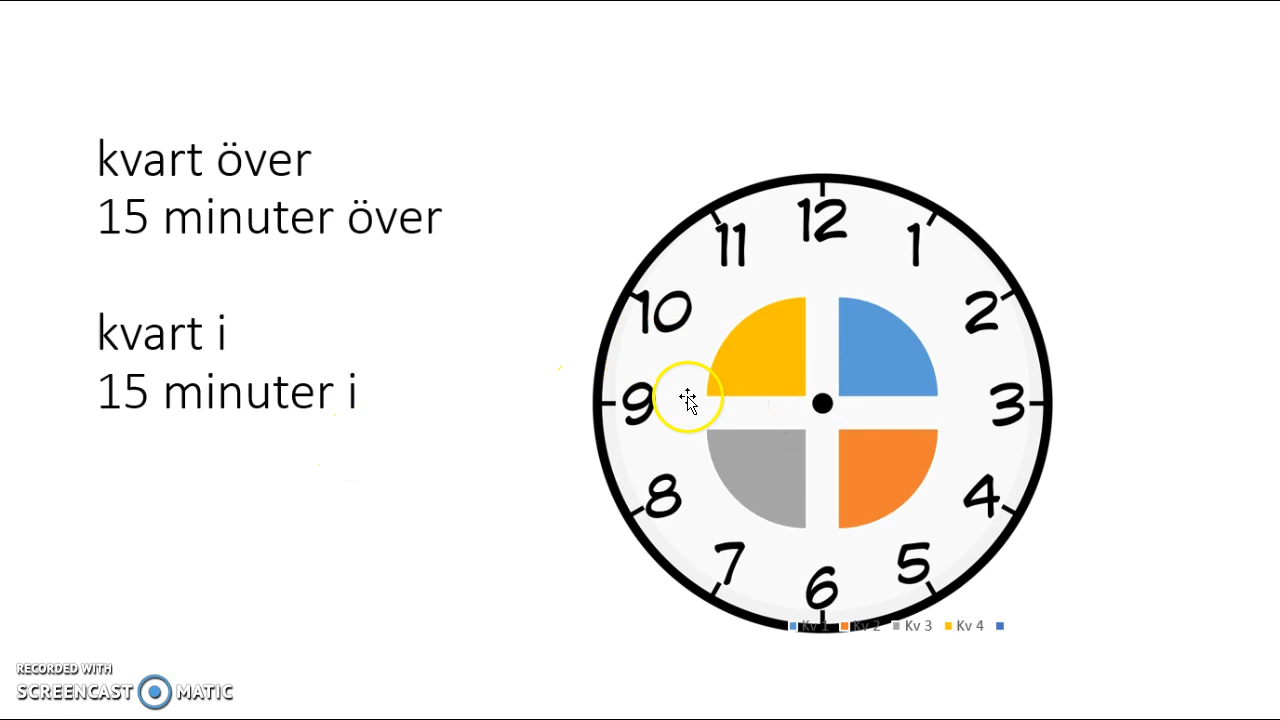 kvart över
15 minuter över
kvart i
15 minuter i
12
11
1
10
2
9
3
8
4
7
5
6
Kv 1 Kv 2 Kv 3 Kv 4
RECORDED WITH
SCREENCAST MATIC